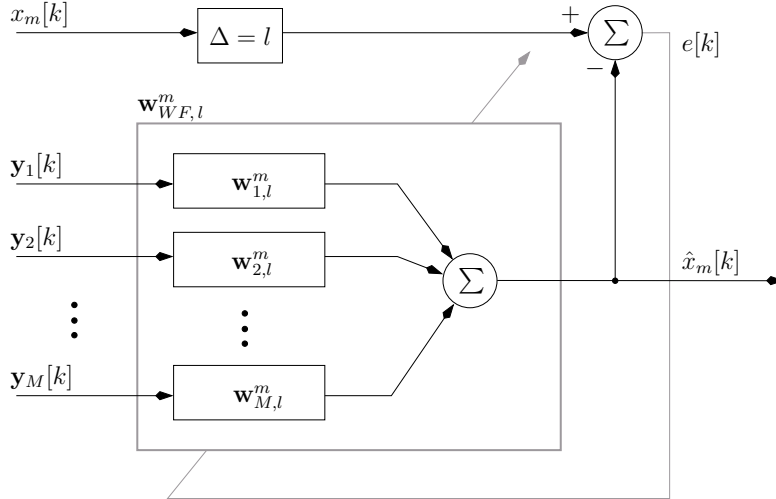 x_m[k]
Δ = l
+
∑
e[k]
−
w^m_{WF, l}
y_1[k]
w^m_{1,l}
y_2[k]
w^m_{2,l}
∑
x̂_m[k]
y_M[k]
w^m_{M,l}